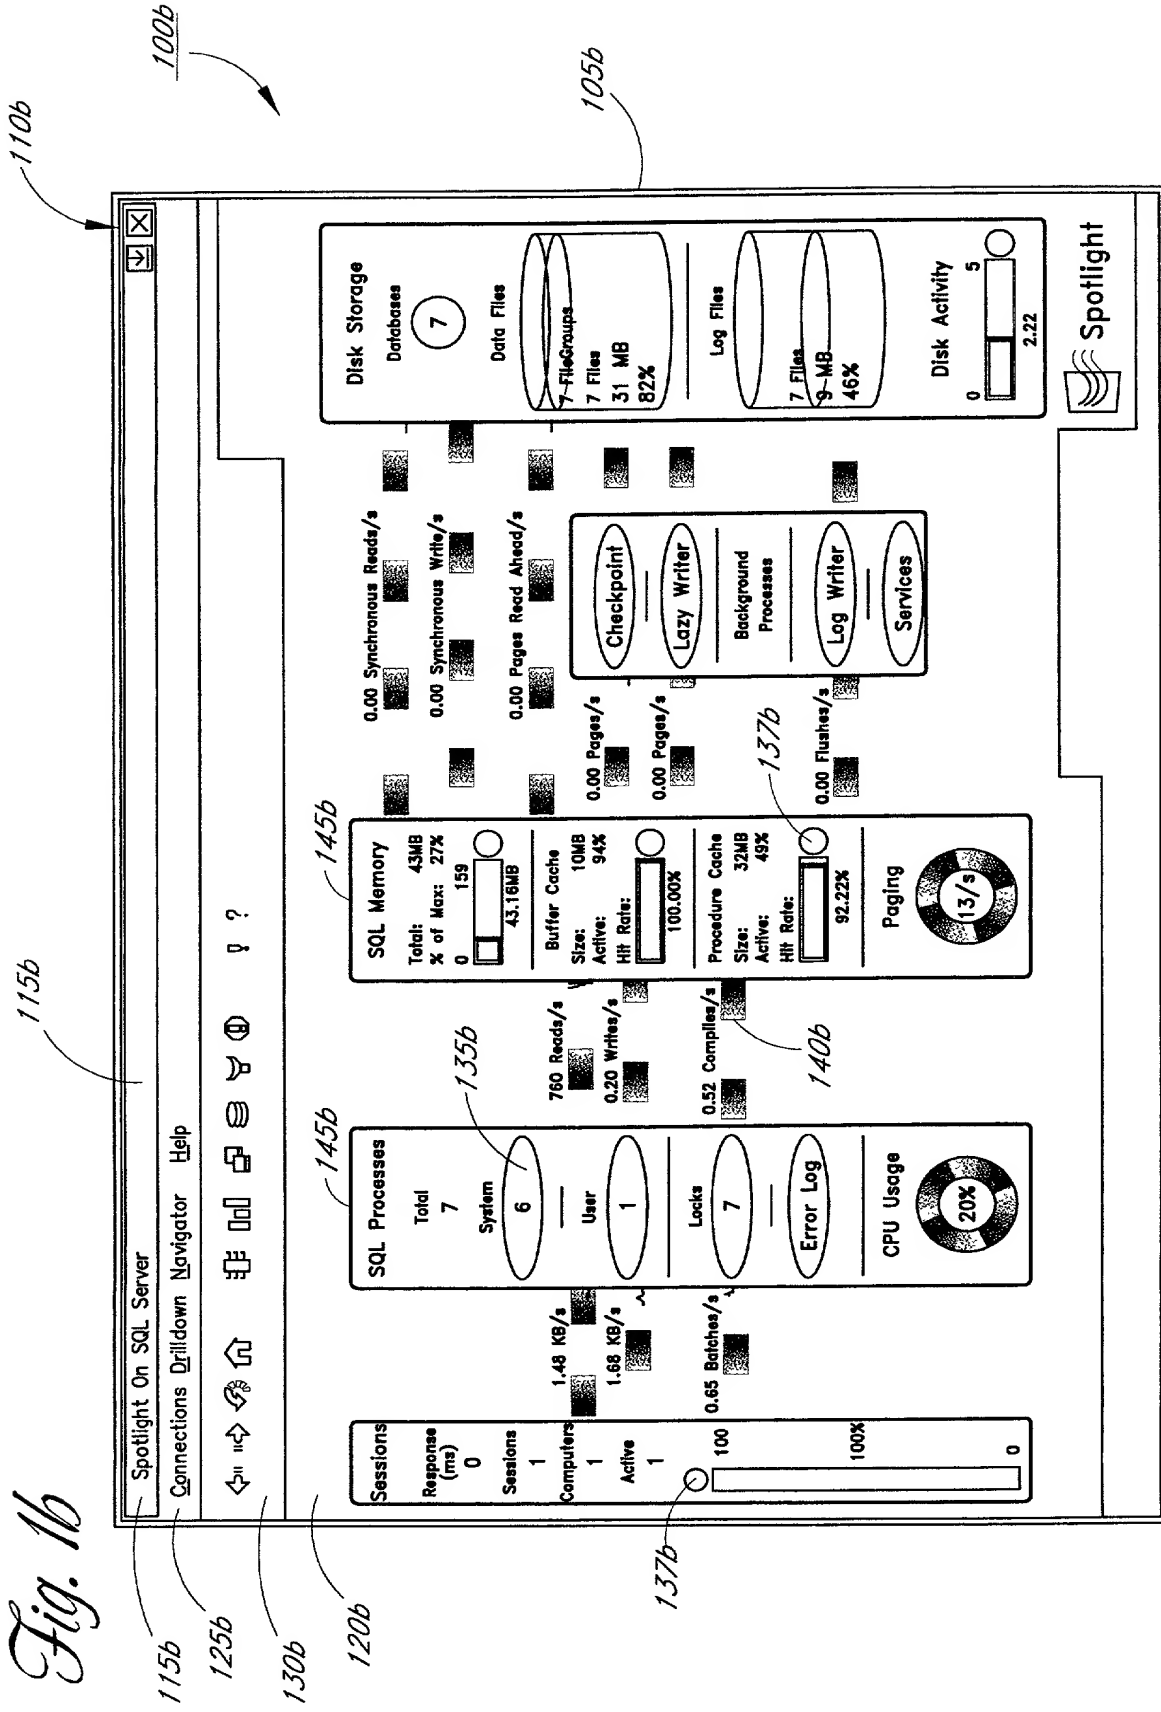 Fig. 1b
100b
110b
115b
115b
125b
130b
120b
105b
Spotlight On SQL Server
Connections Drilldown Navigator Help
! ?
Sessions
Response
(ms)
0
Sessions
1
Computers
1
Active
1
100
100%
0
137b
1.48 KB/s
1.68 KB/s
0.65 Batches/s
145b
SQL Processes
Total
7
System
6
135b
User
1
Locks
7
Error Log
CPU Usage
20%
760 Reads/s
0.20 Writes/s
0.52 Compiles/s
140b
145b
SQL Memory
Total: 43MB
% of Max: 27%
0 159
43.16MB
Buffer Cache
Size: 10MB
Active: 94%
Hit Rate:
100.00%
Procedure Cache
Size: 32MB
Active: 49%
Hit Rate:
92.22%
137b
Paging
13/s
0.00 Synchronous Reads/s
0.00 Synchronous Write/s
0.00 Pages Read Ahead/s
0.00 Pages/s
0.00 Pages/s
0.00 Flushes/s
Checkpoint
Lazy Writer
Background
Processes
Log Writer
Services
Disk Storage
Databases
7
Data Files
7 FileGroups
7 Files
31 MB
82%
Log Files
7 Files
9 MB
46%
Disk Activity
0 5
2.22
Spotlight